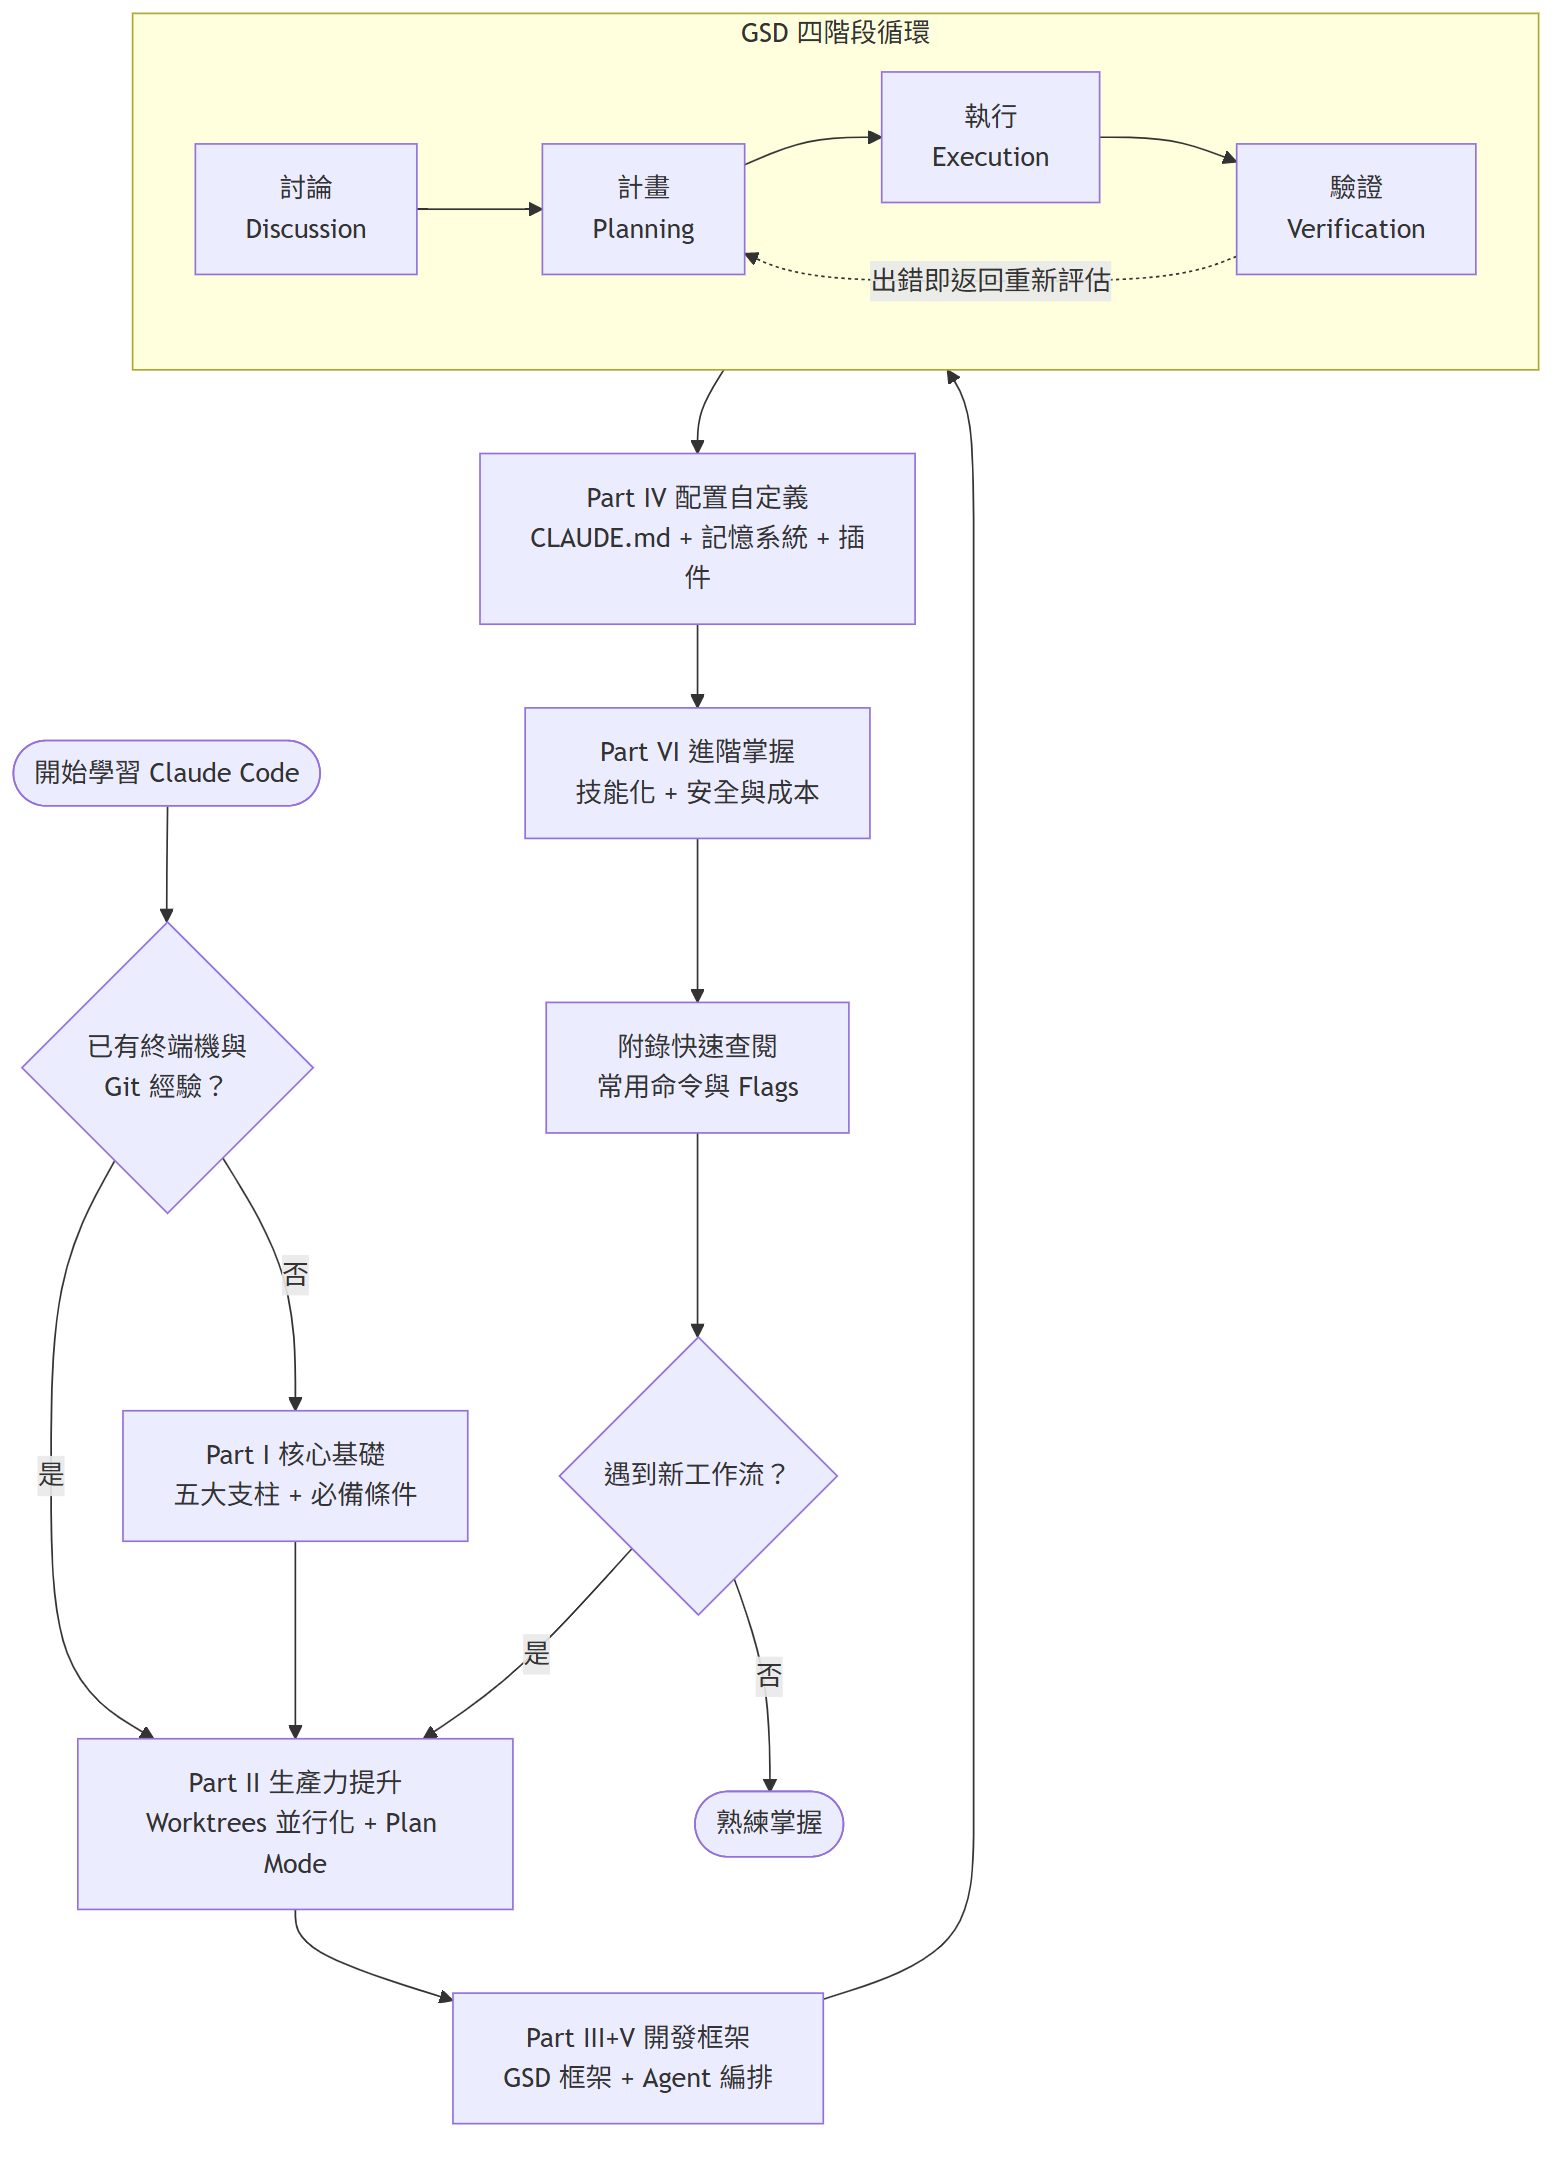 GSD 四階段循環
討論
Discussion
計畫
Planning
執行
Execution
驗證
Verification
出錯即返回重新評估
Part IV 配置自定義
CLAUDE.md + 記憶系統 + 插
件
Part VI 進階掌握
技能化 + 安全與成本
開始學習 Claude Code
附錄快速查閱
常用命令與 Flags
已有終端機與
Git 經驗？
否
是
Part I 核心基礎
五大支柱 + 必備條件
遇到新工作流？
是
否
Part II 生產力提升
Worktrees 並行化 + Plan
Mode
熟練掌握
Part III+V 開發框架
GSD 框架 + Agent 編排